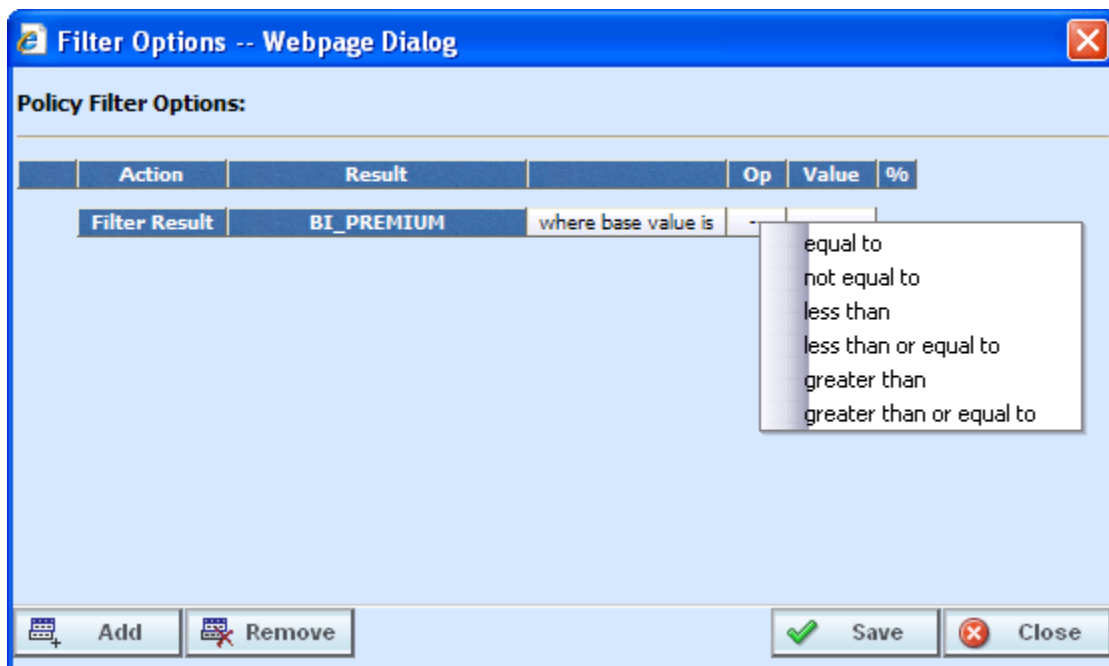 Filter Options -- Webpage Dialog
Policy Filter Options:
Action Result Op Value %
Filter Result BI_PREMIUM where base value is -
equal to
not equal to
less than
less than or equal to
greater than
greater than or equal to
Add Remove Save Close